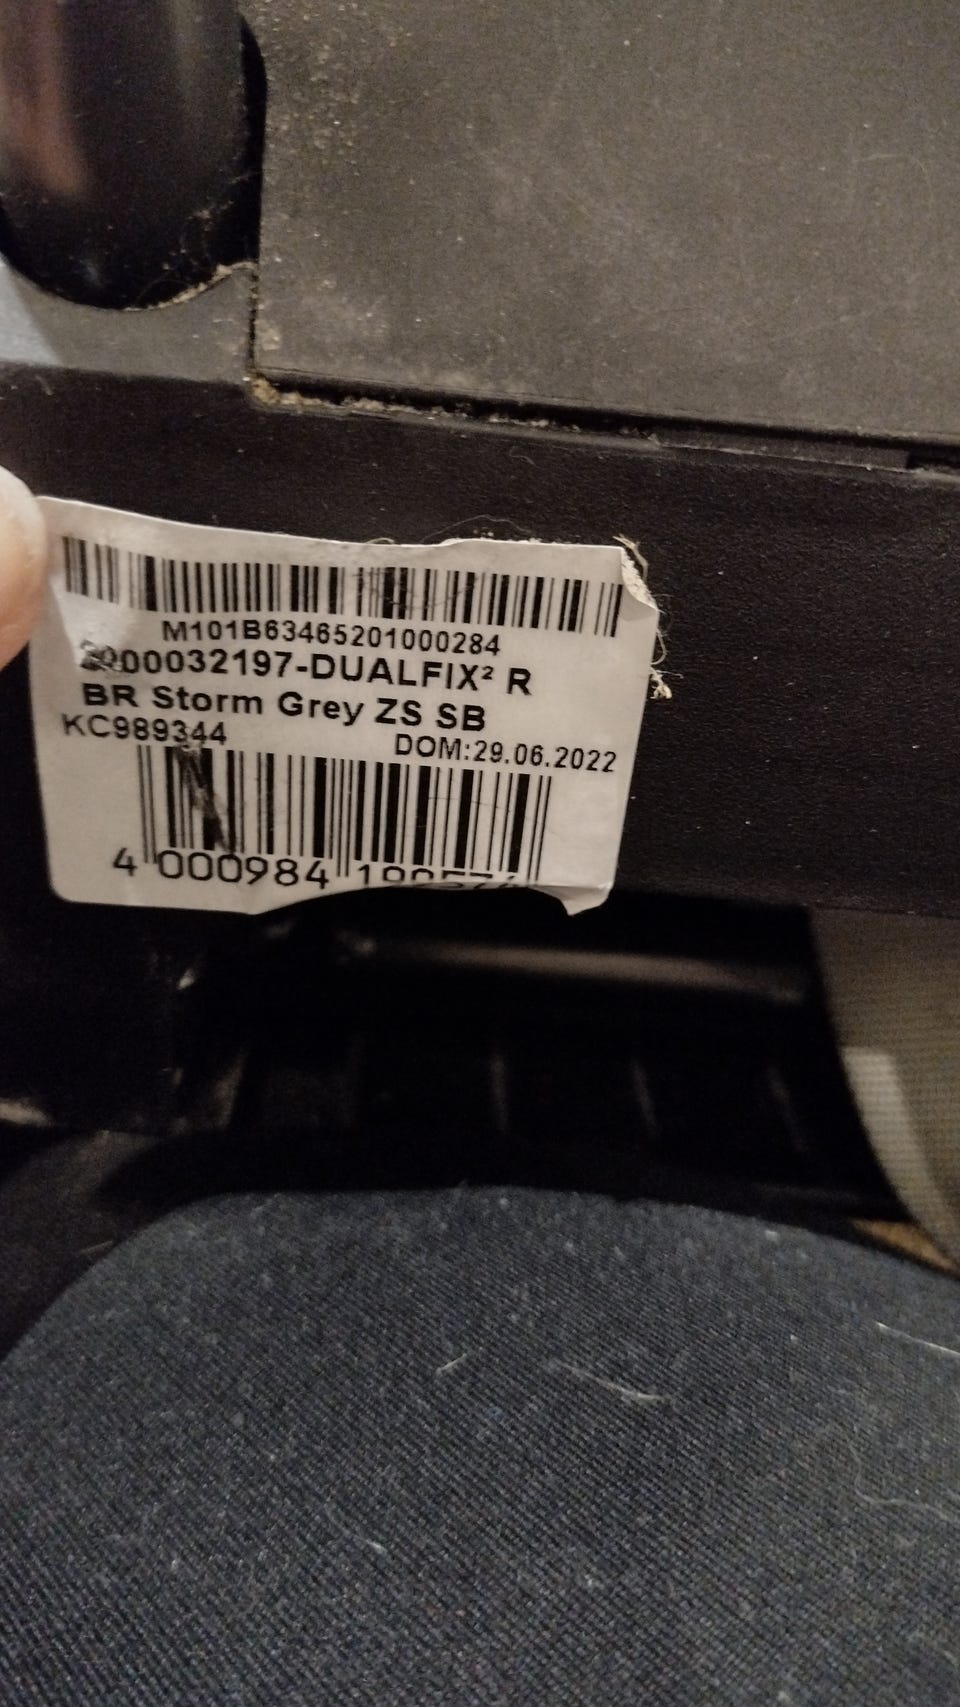 M101B63465201000284
2000032197-DUALFIX² R
BR Storm Grey ZS SB
KC989344
DOM:29.06.2022
4 000984